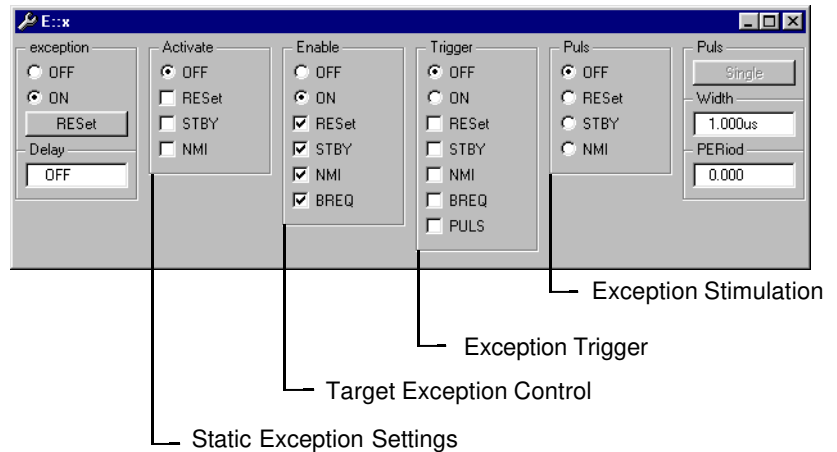 E::x
exception
OFF
ON
RESet
Delay
OFF
Activate
OFF
RESet
STBY
NMI
Enable
OFF
ON
RESet
STBY
NMI
BREQ
Trigger
OFF
ON
RESet
STBY
NMI
BREQ
PULS
Puls
OFF
RESet
STBY
NMI
Puls
Single
Width
1.000us
PERiod
0.000
Exception Stimulation
Exception Trigger
Target Exception Control
Static Exception Settings